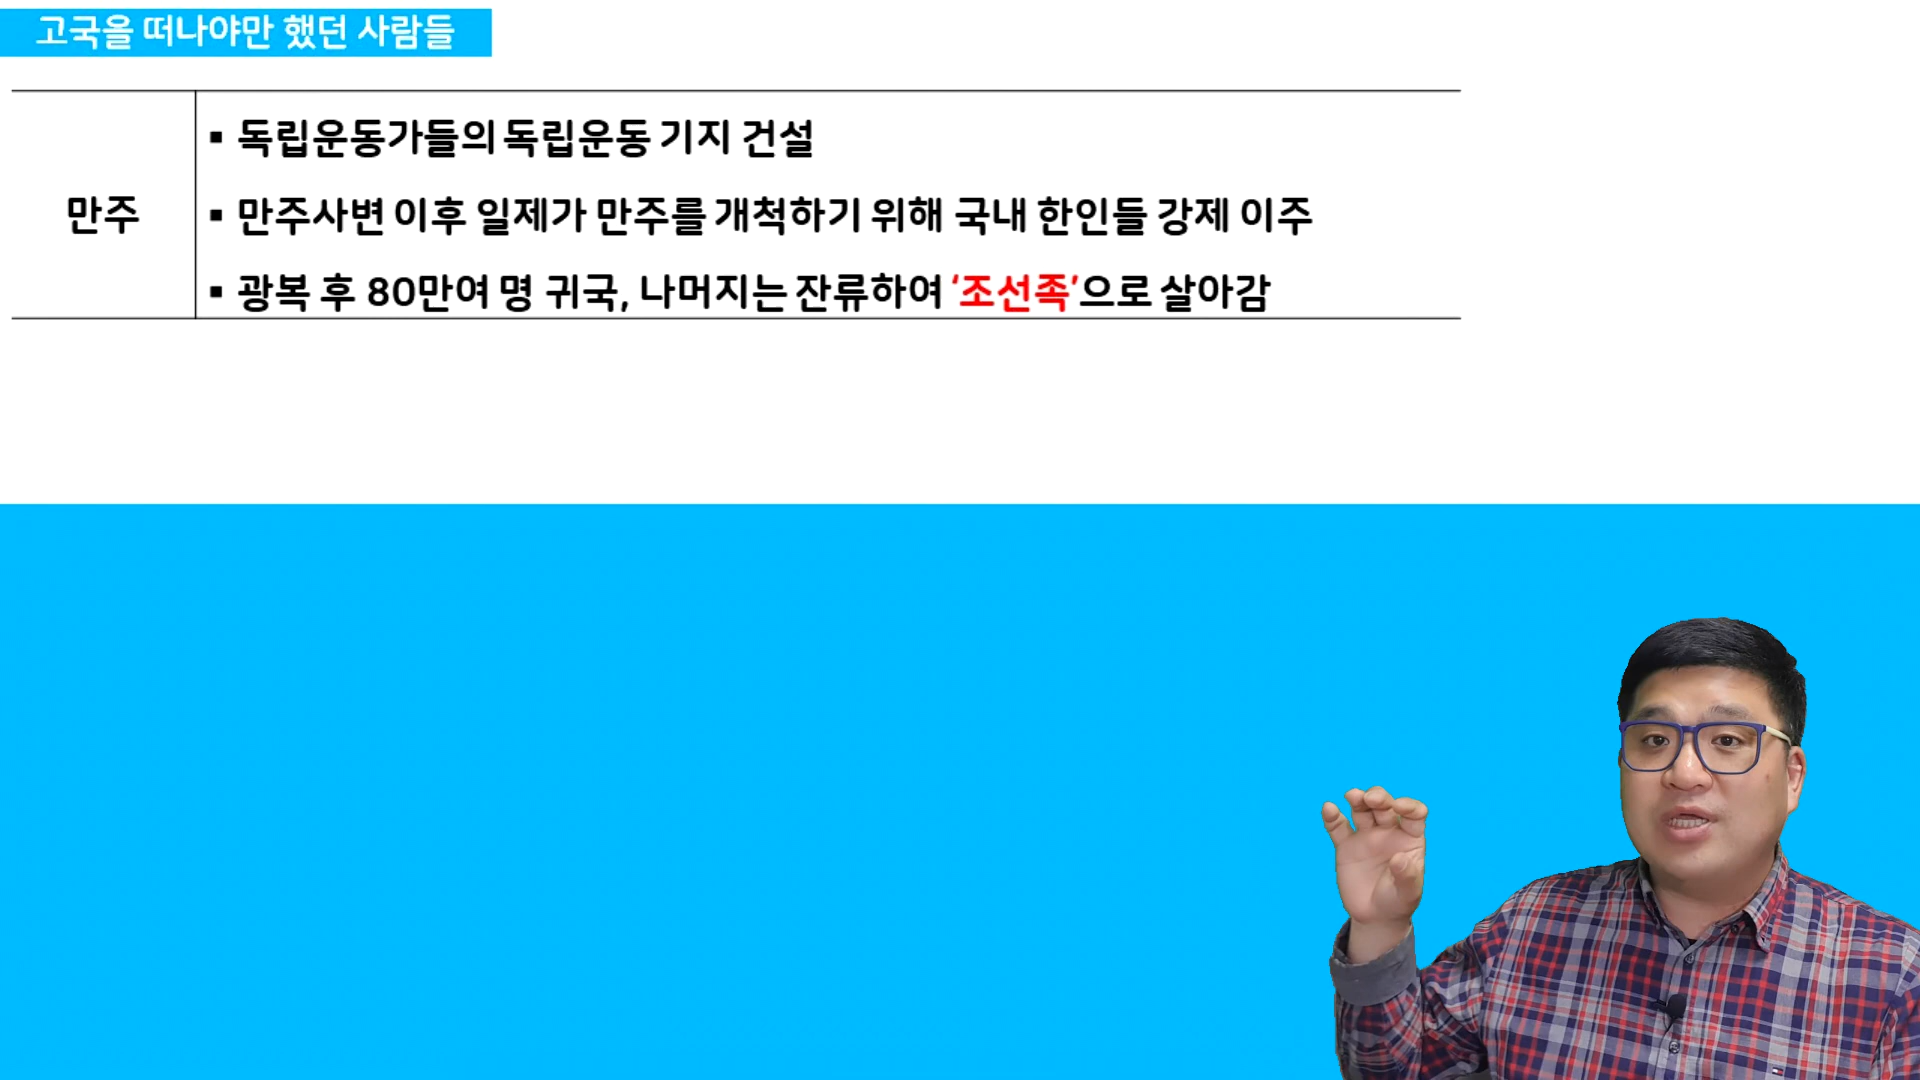 고국을 떠나야만 했던 사람들
만주
▪ 독립운동가들의 독립운동 기지 건설
▪ 만주사변 이후 일제가 만주를 개척하기 위해 국내 한인들 강제 이주
▪ 광복 후 80만여 명 귀국, 나머지는 잔류하여 ‘조선족’으로 살아감